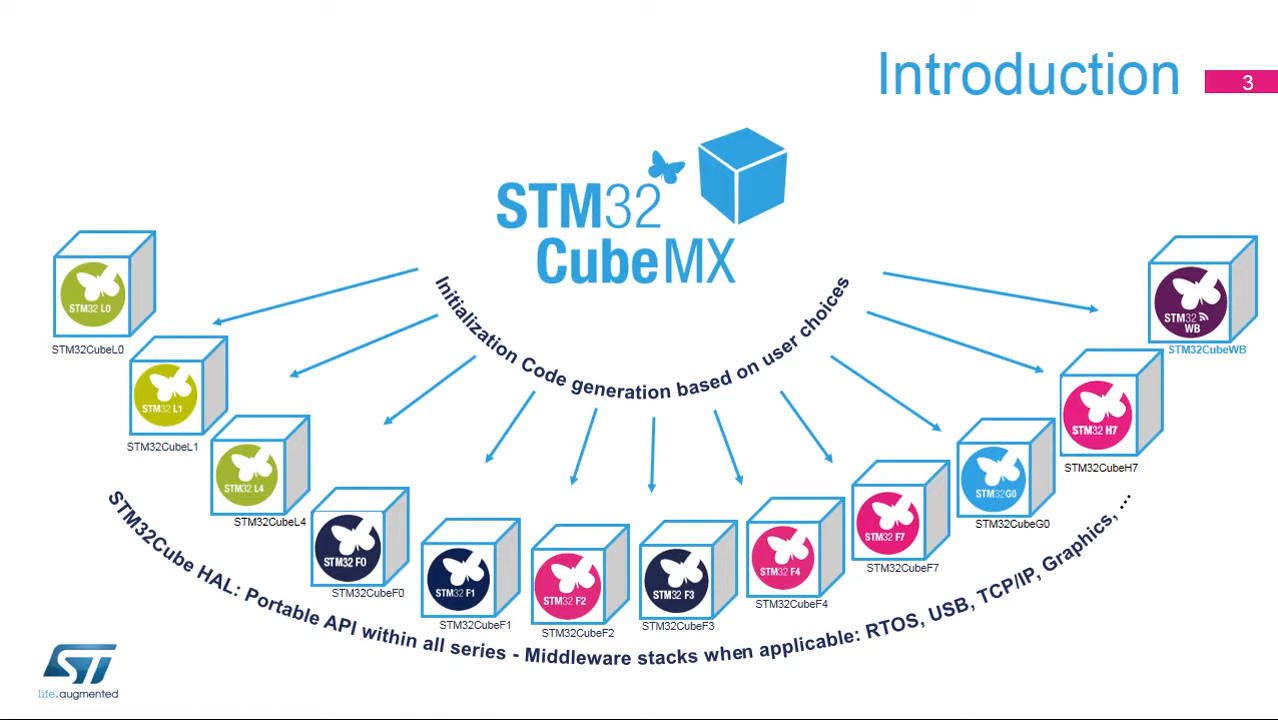 Introduction
3
STM32
CubeMX
Initialization Code generation based on user choices
STM32 L0
STM32CubeL0
STM32 L1
STM32CubeL1
STM32 L4
STM32CubeL4
STM32 F0
STM32CubeF0
STM32 F1
STM32CubeF1
STM32 F2
STM32CubeF2
STM32 F3
STM32CubeF3
STM32 F4
STM32CubeF4
STM32 F7
STM32CubeF7
STM32G0
STM32CubeG0
STM32 H7
STM32CubeH7
STM32
WB
STM32CubeWB
STM32Cube HAL: Portable API within all series - Middleware stacks when applicable: RTOS, USB, TCP/IP, Graphics, ...
ST
life.augmented